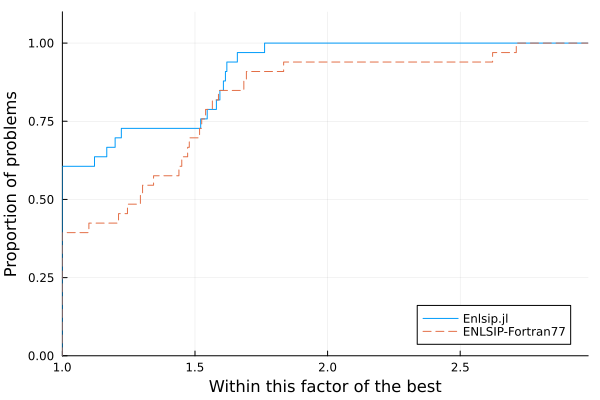 1.00
0.75
0.50
0.25
0.00
Proportion of problems
1.0 1.5 2.0 2.5
Within this factor of the best
Enlsip.jl
ENLSIP-Fortran77